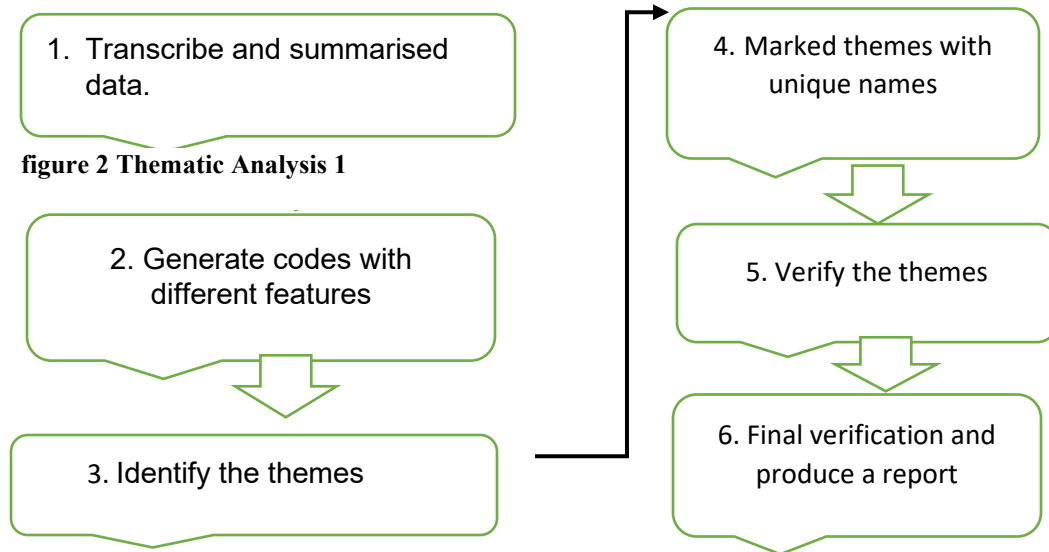 1. Transcribe and summarised
data.
figure 2 Thematic Analysis 1
2. Generate codes with
different features
3. Identify the themes
4. Marked themes with
unique names
5. Verify the themes
6. Final verification and
produce a report